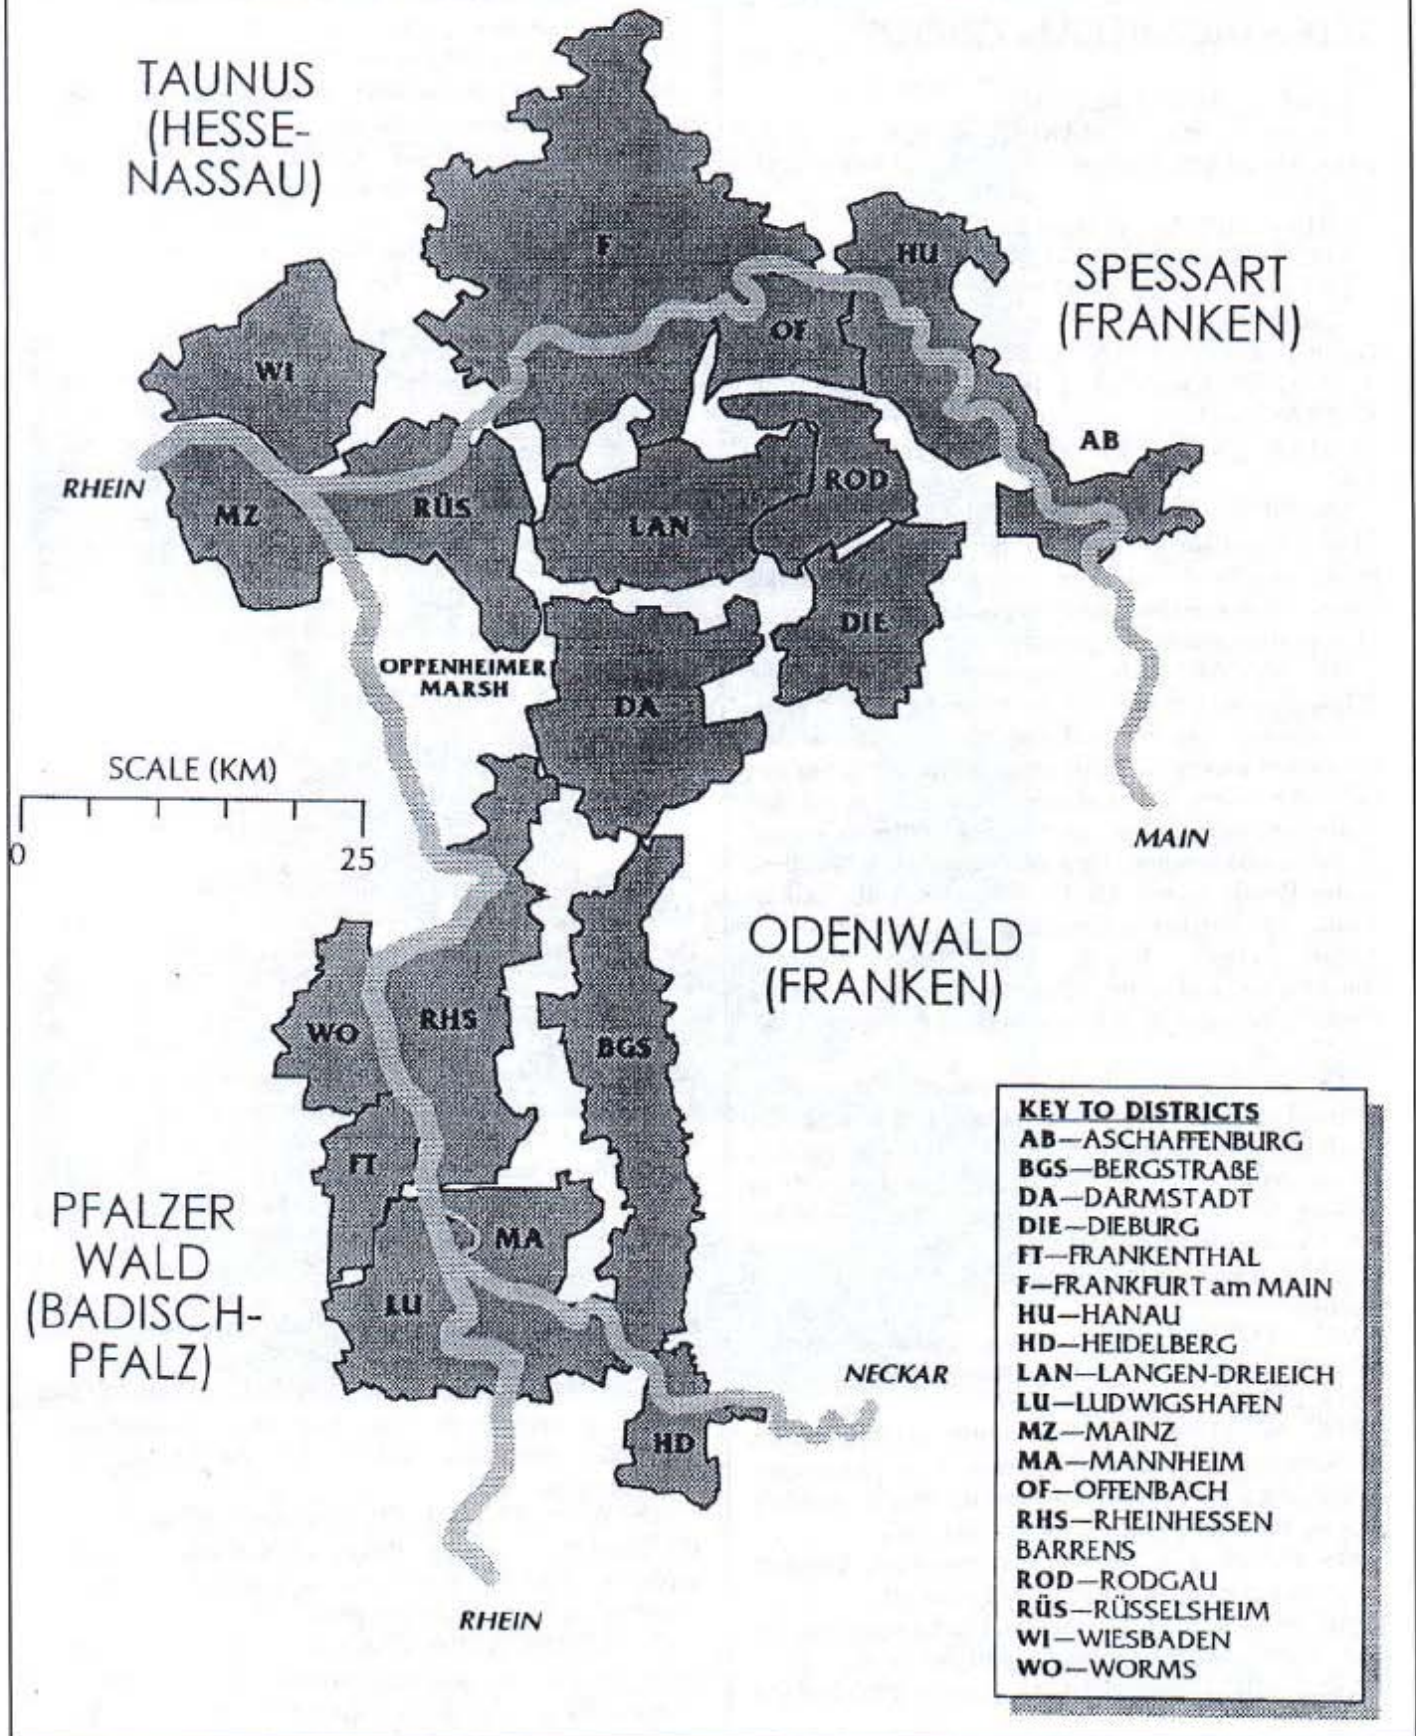 TAUNUS
(HESSE-
NASSAU)
F
HU
SPESSART
(FRANKEN)
OF
WI
AB
RHEIN
ROD
MZ
RÜS
LAN
DIE
OPPENHEIMER
MARSH
DA
SCALE (KM)
0
25
MAIN
ODENWALD
(FRANKEN)
WO
RHS
BGS
FT
PFALZER
WALD
(BADISCH-
PFALZ)
MA
LU
NECKAR
HD
RHEIN
KEY TO DISTRICTS
AB—ASCHAFFENBURG
BGS—BERGSTRAßE
DA—DARMSTADT
DIE—DIEBURG
FT—FRANKENTHAL
F—FRANKFURT am MAIN
HU—HANAU
HD—HEIDELBERG
LAN—LANGEN-DREIEICH
LU—LUDWIGSHAFEN
MZ—MAINZ
MA—MANNHEIM
OF—OFFENBACH
RHS—RHEINHESSEN
BARRENS
ROD—RODGAU
RÜS—RÜSSELSHEIM
WI—WIESBADEN
WO—WORMS